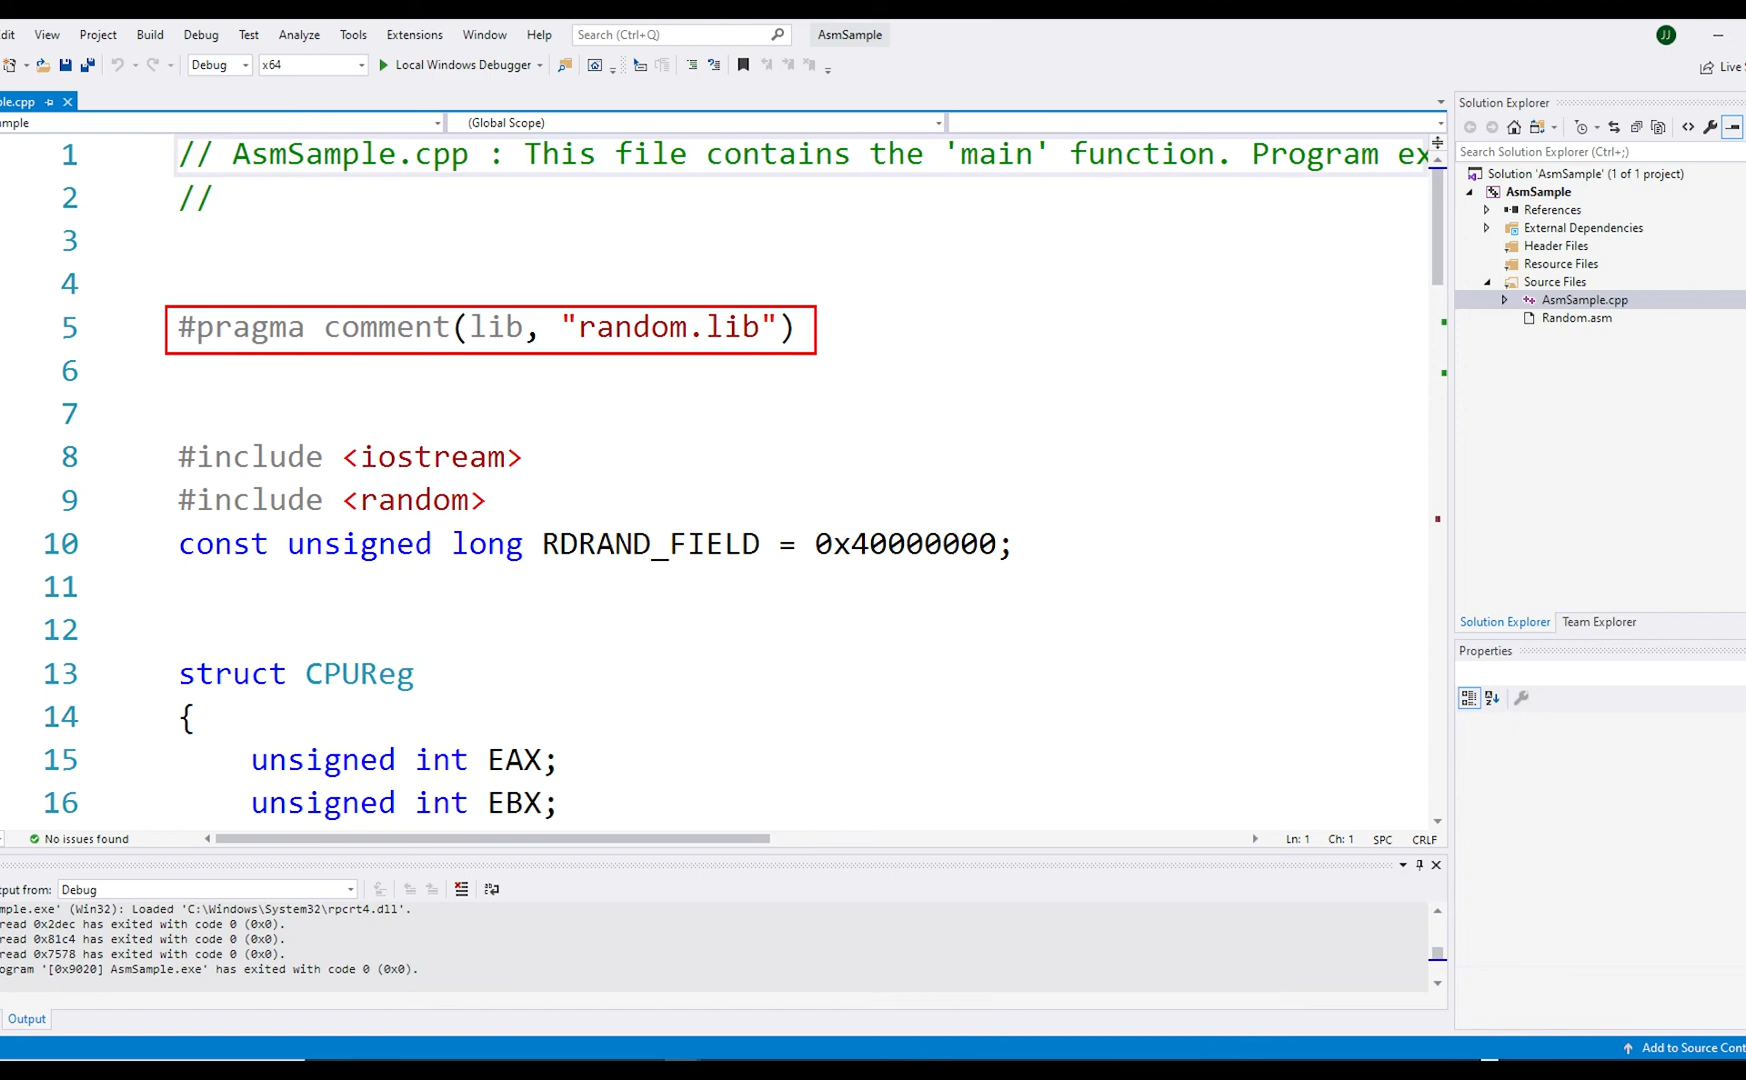 dit View Project Build Debug Test Analyze Tools Extensions Window Help Search (Ctrl+Q) AsmSample JJ
Debug x64 Local Windows Debugger Live S
le.cpp
mple (Global Scope)
1 // AsmSample.cpp : This file contains the 'main' function. Program ex
2 //
3
4
5 #pragma comment(lib, "random.lib")
6
7
8 #include <iostream>
9 #include <random>
10 const unsigned long RDRAND_FIELD = 0x40000000;
11
12
13 struct CPUReg
14 {
15 unsigned int EAX;
16 unsigned int EBX;
No issues found Ln: 1 Ch: 1 SPC CRLF
tput from: Debug
mple.exe' (Win32): Loaded 'C:\Windows\System32\rpcrt4.dll'.
read 0x2dec has exited with code 0 (0x0).
read 0x81c4 has exited with code 0 (0x0).
read 0x7578 has exited with code 0 (0x0).
ogram '[0x9020] AsmSample.exe' has exited with code 0 (0x0).
Output
Solution Explorer
Search Solution Explorer (Ctrl+;)
Solution 'AsmSample' (1 of 1 project)
AsmSample
References
External Dependencies
Header Files
Resource Files
Source Files
AsmSample.cpp
Random.asm
Solution Explorer Team Explorer
Properties
Add to Source Cont